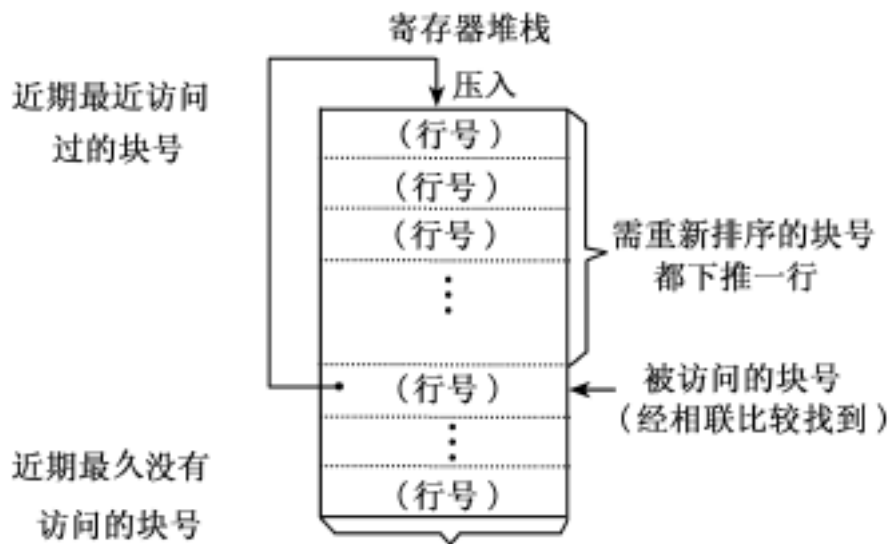 寄存器堆栈
压入
近期最近访问
过的块号
（行号）
（行号）
（行号）
需重新排序的块号
都下推一行
（行号）
被访问的块号
（经相联比较找到）
近期最久没有
访问的块号
（行号）